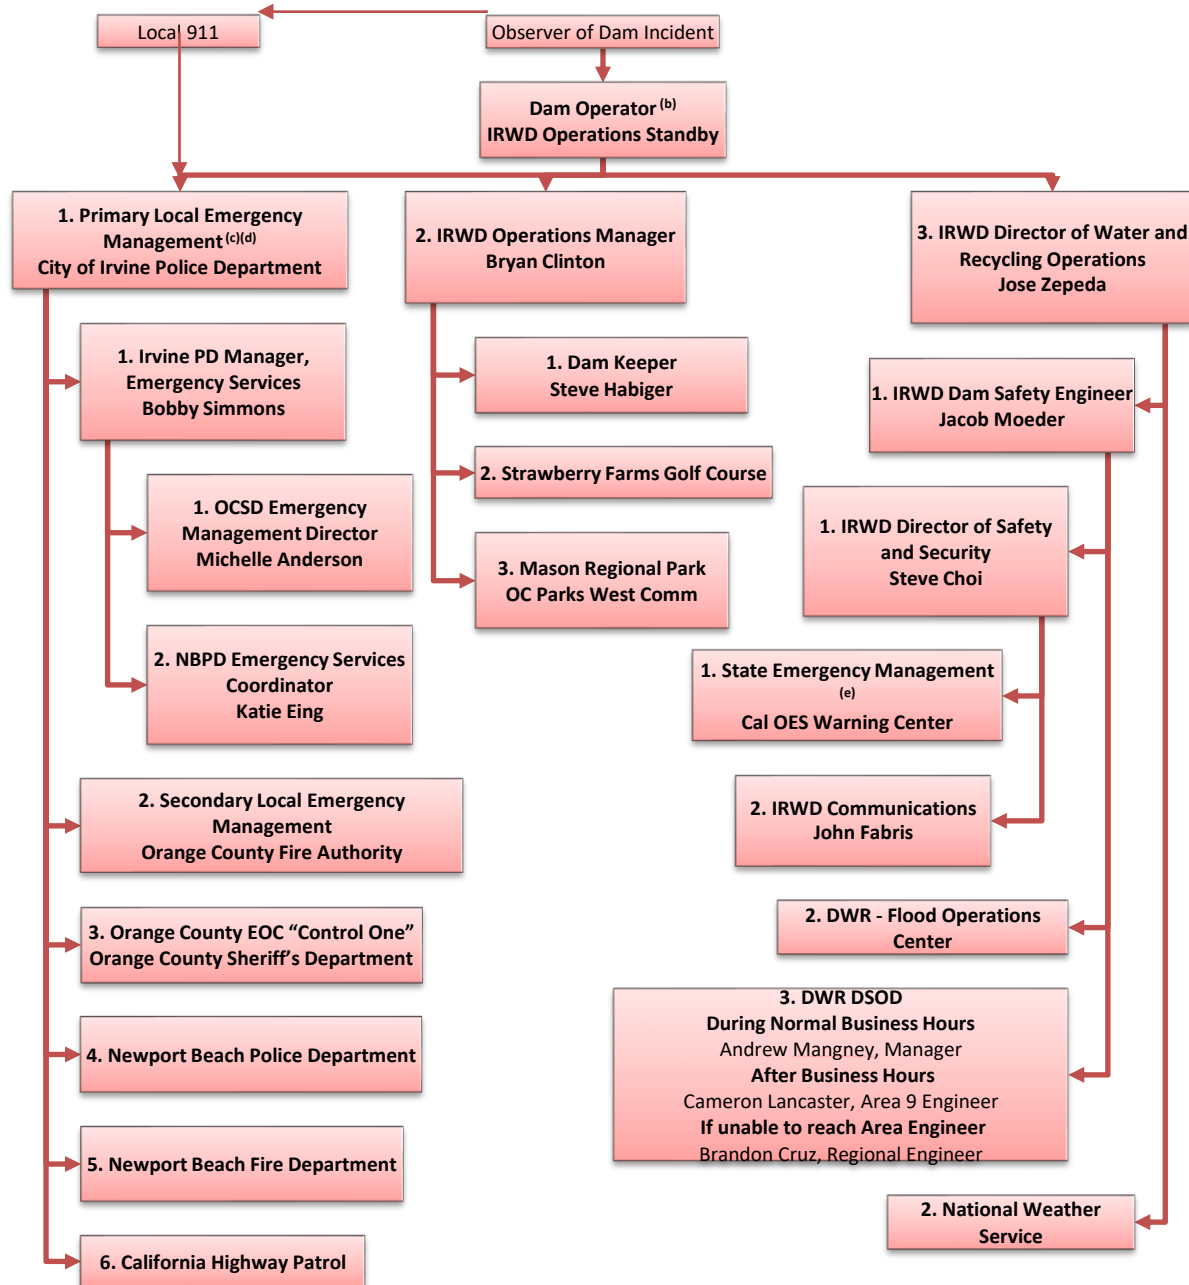 Local 911
Observer of Dam Incident
Dam Operator (b)
IRWD Operations Standby
1. Primary Local Emergency
Management (c)(d)
City of Irvine Police Department
2. IRWD Operations Manager
Bryan Clinton
3. IRWD Director of Water and
Recycling Operations
Jose Zepeda
1. Irvine PD Manager,
Emergency Services
Bobby Simmons
1. OCSD Emergency
Management Director
Michelle Anderson
2. NBPD Emergency Services
Coordinator
Katie Eing
2. Secondary Local Emergency
Management
Orange County Fire Authority
3. Orange County EOC “Control One”
Orange County Sheriff’s Department
4. Newport Beach Police Department
5. Newport Beach Fire Department
6. California Highway Patrol
1. Dam Keeper
Steve Habiger
2. Strawberry Farms Golf Course
3. Mason Regional Park
OC Parks West Comm
1. IRWD Dam Safety Engineer
Jacob Moeder
1. IRWD Director of Safety
and Security
Steve Choi
1. State Emergency Management
(e)
Cal OES Warning Center
2. IRWD Communications
John Fabris
2. DWR - Flood Operations
Center
3. DWR DSOD
During Normal Business Hours
Andrew Mangney, Manager
After Business Hours
Cameron Lancaster, Area 9 Engineer
If unable to reach Area Engineer
Brandon Cruz, Regional Engineer
2. National Weather
Service